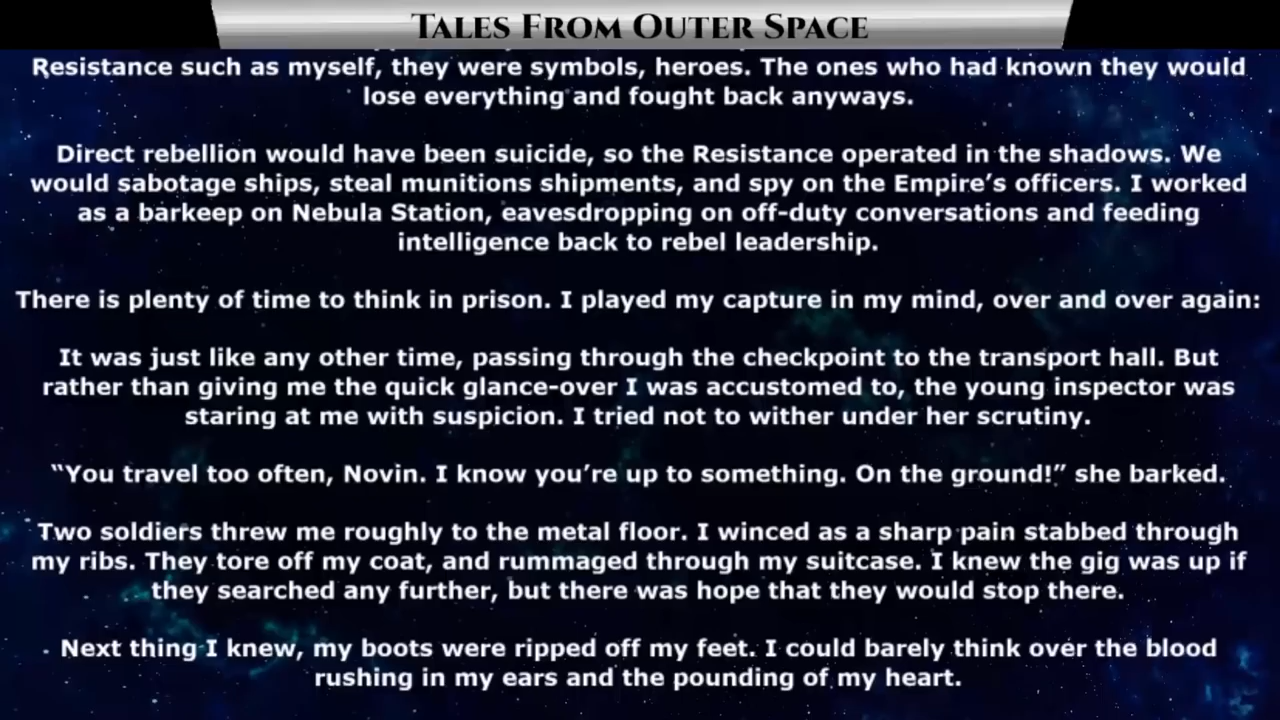 Tales From Outer Space
Resistance such as myself, they were symbols, heroes. The ones who had known they would
lose everything and fought back anyways.
Direct rebellion would have been suicide, so the Resistance operated in the shadows. We
would sabotage ships, steal munitions shipments, and spy on the Empire’s officers. I worked
as a barkeep on Nebula Station, eavesdropping on off-duty conversations and feeding
intelligence back to rebel leadership.
There is plenty of time to think in prison. I played my capture in my mind, over and over again:
It was just like any other time, passing through the checkpoint to the transport hall. But
rather than giving me the quick glance-over I was accustomed to, the young inspector was
staring at me with suspicion. I tried not to wither under her scrutiny.
“You travel too often, Novin. I know you’re up to something. On the ground!” she barked.
Two soldiers threw me roughly to the metal floor. I winced as a sharp pain stabbed through
my ribs. They tore off my coat, and rummaged through my suitcase. I knew the gig was up if
they searched any further, but there was hope that they would stop there.
Next thing I knew, my boots were ripped off my feet. I could barely think over the blood
rushing in my ears and the pounding of my heart.